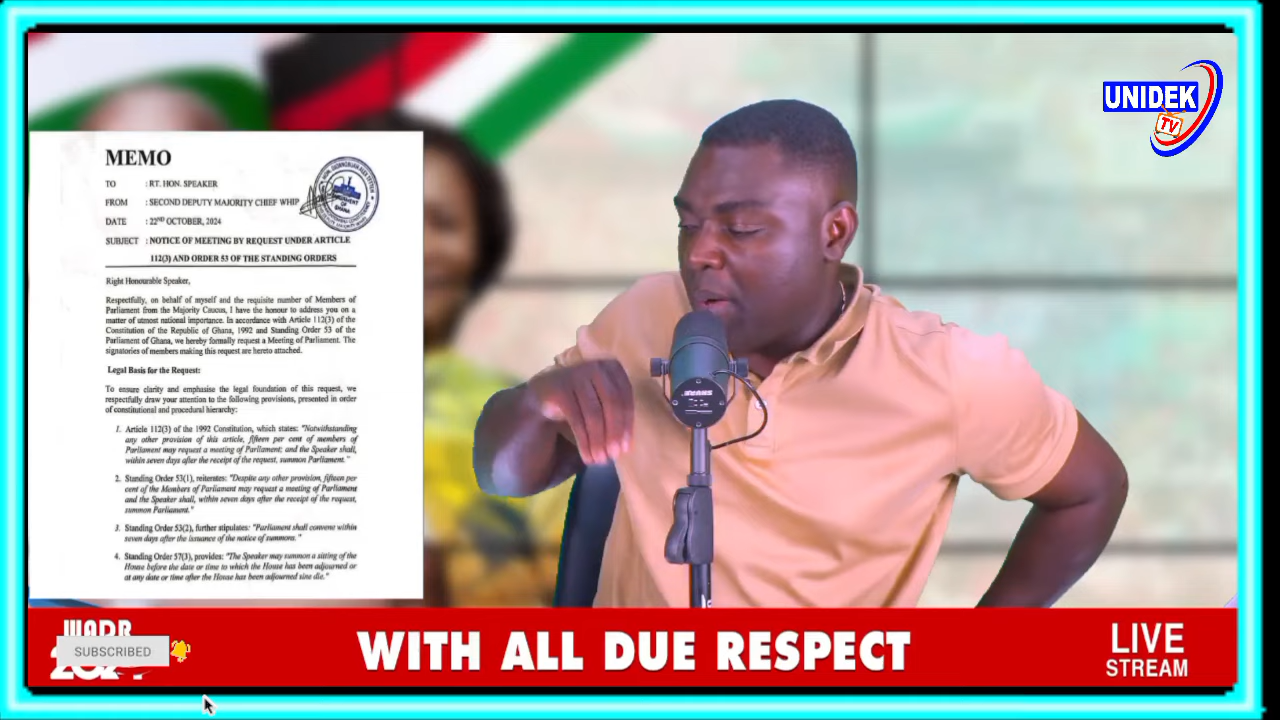 UNIDEK
TV
MEMO
TO : RT. HON. SPEAKER
FROM : SECOND DEPUTY MAJORITY CHIEF WHIP
DATE : 22ND OCTOBER, 2024
SUBJECT : NOTICE OF MEETING BY REQUEST UNDER ARTICLE
112(3) AND ORDER 53 OF THE STANDING ORDERS
PARLIAMENT
OF
GHANA
Right Honourable Speaker,
Respectfully, on behalf of myself and the requisite number of Members of
Parliament from the Majority Caucus, I have the honour to address you on a
matter of utmost national importance. In accordance with Article 112(3) of the
Constitution of the Republic of Ghana, 1992 and Standing Order 53 of the
Parliament of Ghana, we hereby formally request a Meeting of Parliament. The
signatories of members making this request are hereto attached.
Legal Basis for the Request:
To ensure clarity and emphasise the legal foundation of this request, we
respectfully draw your attention to the following provisions, presented in order
of constitutional and procedural hierarchy:
1. Article 112(3) of the 1992 Constitution, which states: "Notwithstanding
any other provision of this article, fifteen per cent of members of
Parliament may request a meeting of Parliament; and the Speaker shall,
within seven days after the receipt of the request, summon Parliament."
2. Standing Order 53(1), reiterates: "Despite any other provision, fifteen per
cent of the Members of Parliament may request a meeting of Parliament
and the Speaker shall, within seven days after the receipt of the request,
summon Parliament."
3. Standing Order 53(2), further stipulates: "Parliament shall convene within
seven days after the issuance of the notice of summons."
4. Standing Order 57(3), provides: "The Speaker may summon a sitting of the
House before the date or time to which the House has been adjourned or
at any date or time after the House has been adjourned sine die."
WADR
SUBSCRIBED
WITH ALL DUE RESPECT
LIVE
STREAM